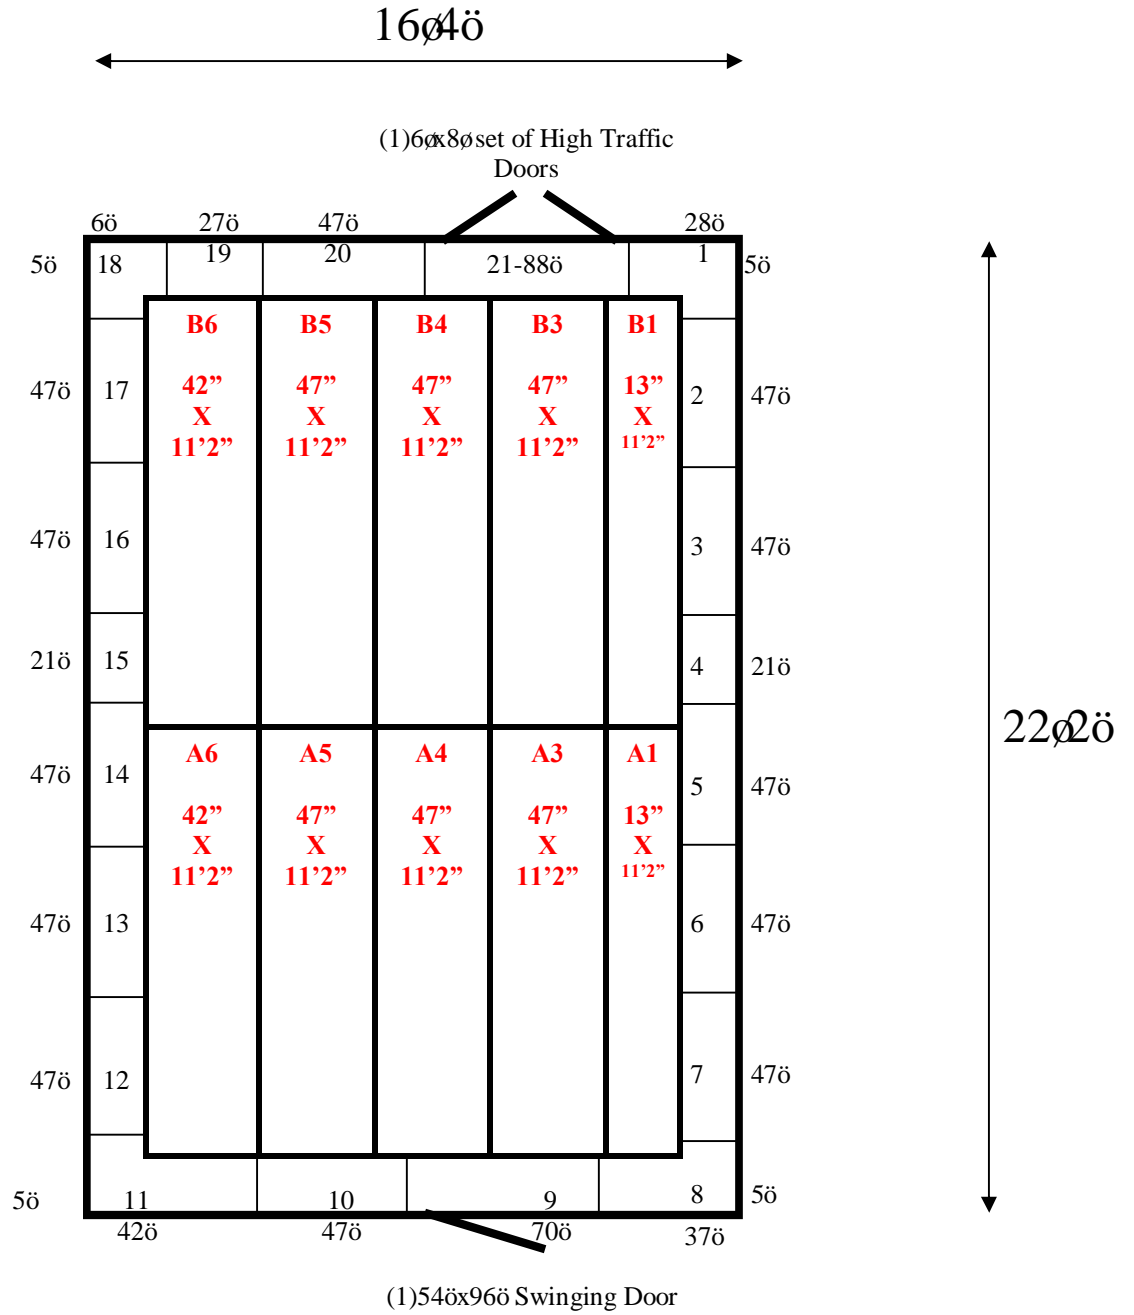 16ø4ö
(1)6øx8ø set of High Traffic
Doors
6ö 27ö 47ö 28ö
5ö 18 19 20 21-88ö 1 5ö
B6 B5 B4 B3 B1
42” 47” 47” 47” 13”
X X X X X
11’2” 11’2” 11’2” 11’2” 11’2”
47ö 17 2 47ö
47ö 16 3 47ö
21ö 15 4 21ö
22ø2ö
A6 A5 A4 A3 A1
42” 47” 47” 47” 13”
X X X X X
11’2” 11’2” 11’2” 11’2” 11’2”
47ö 14 5 47ö
47ö 13 6 47ö
47ö 12 7 47ö
5ö 11 10 9 8 5ö
42ö 47ö 70ö 37ö
(1)54öx96ö Swinging Door